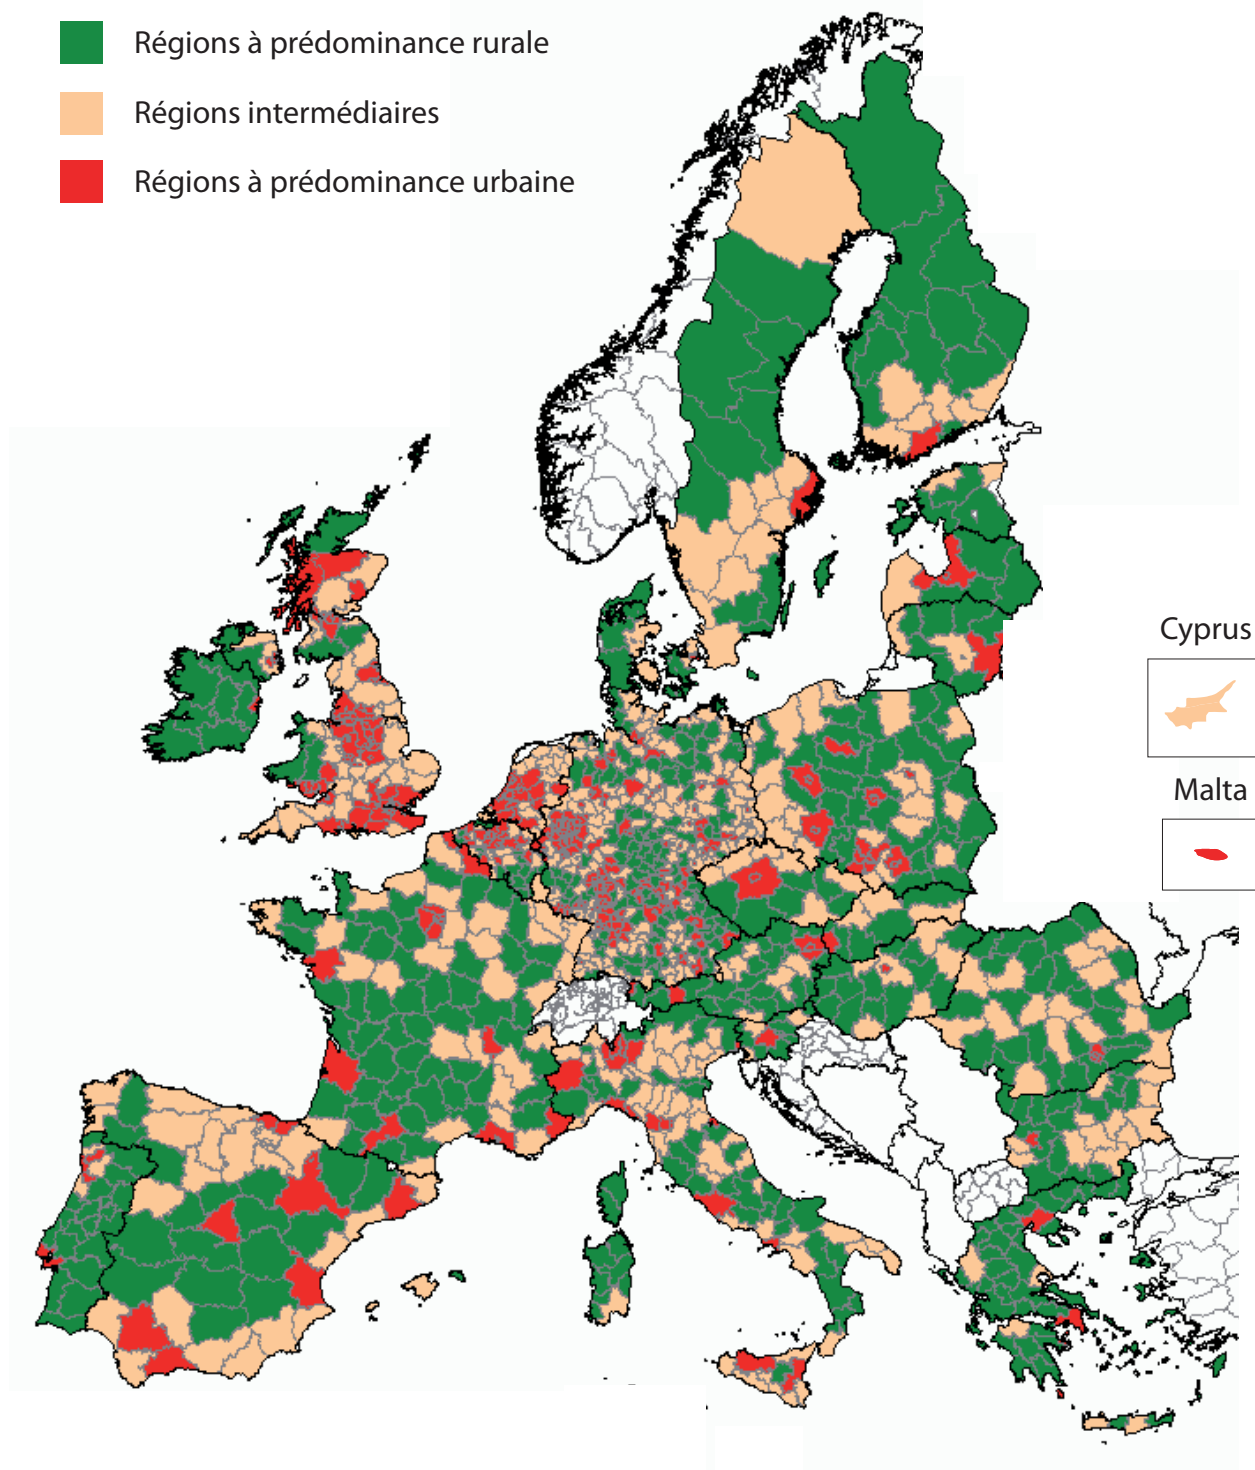 Régions à prédominance rurale
Régions intermédiaires
Régions à prédominance urbaine
Cyprus
Malta